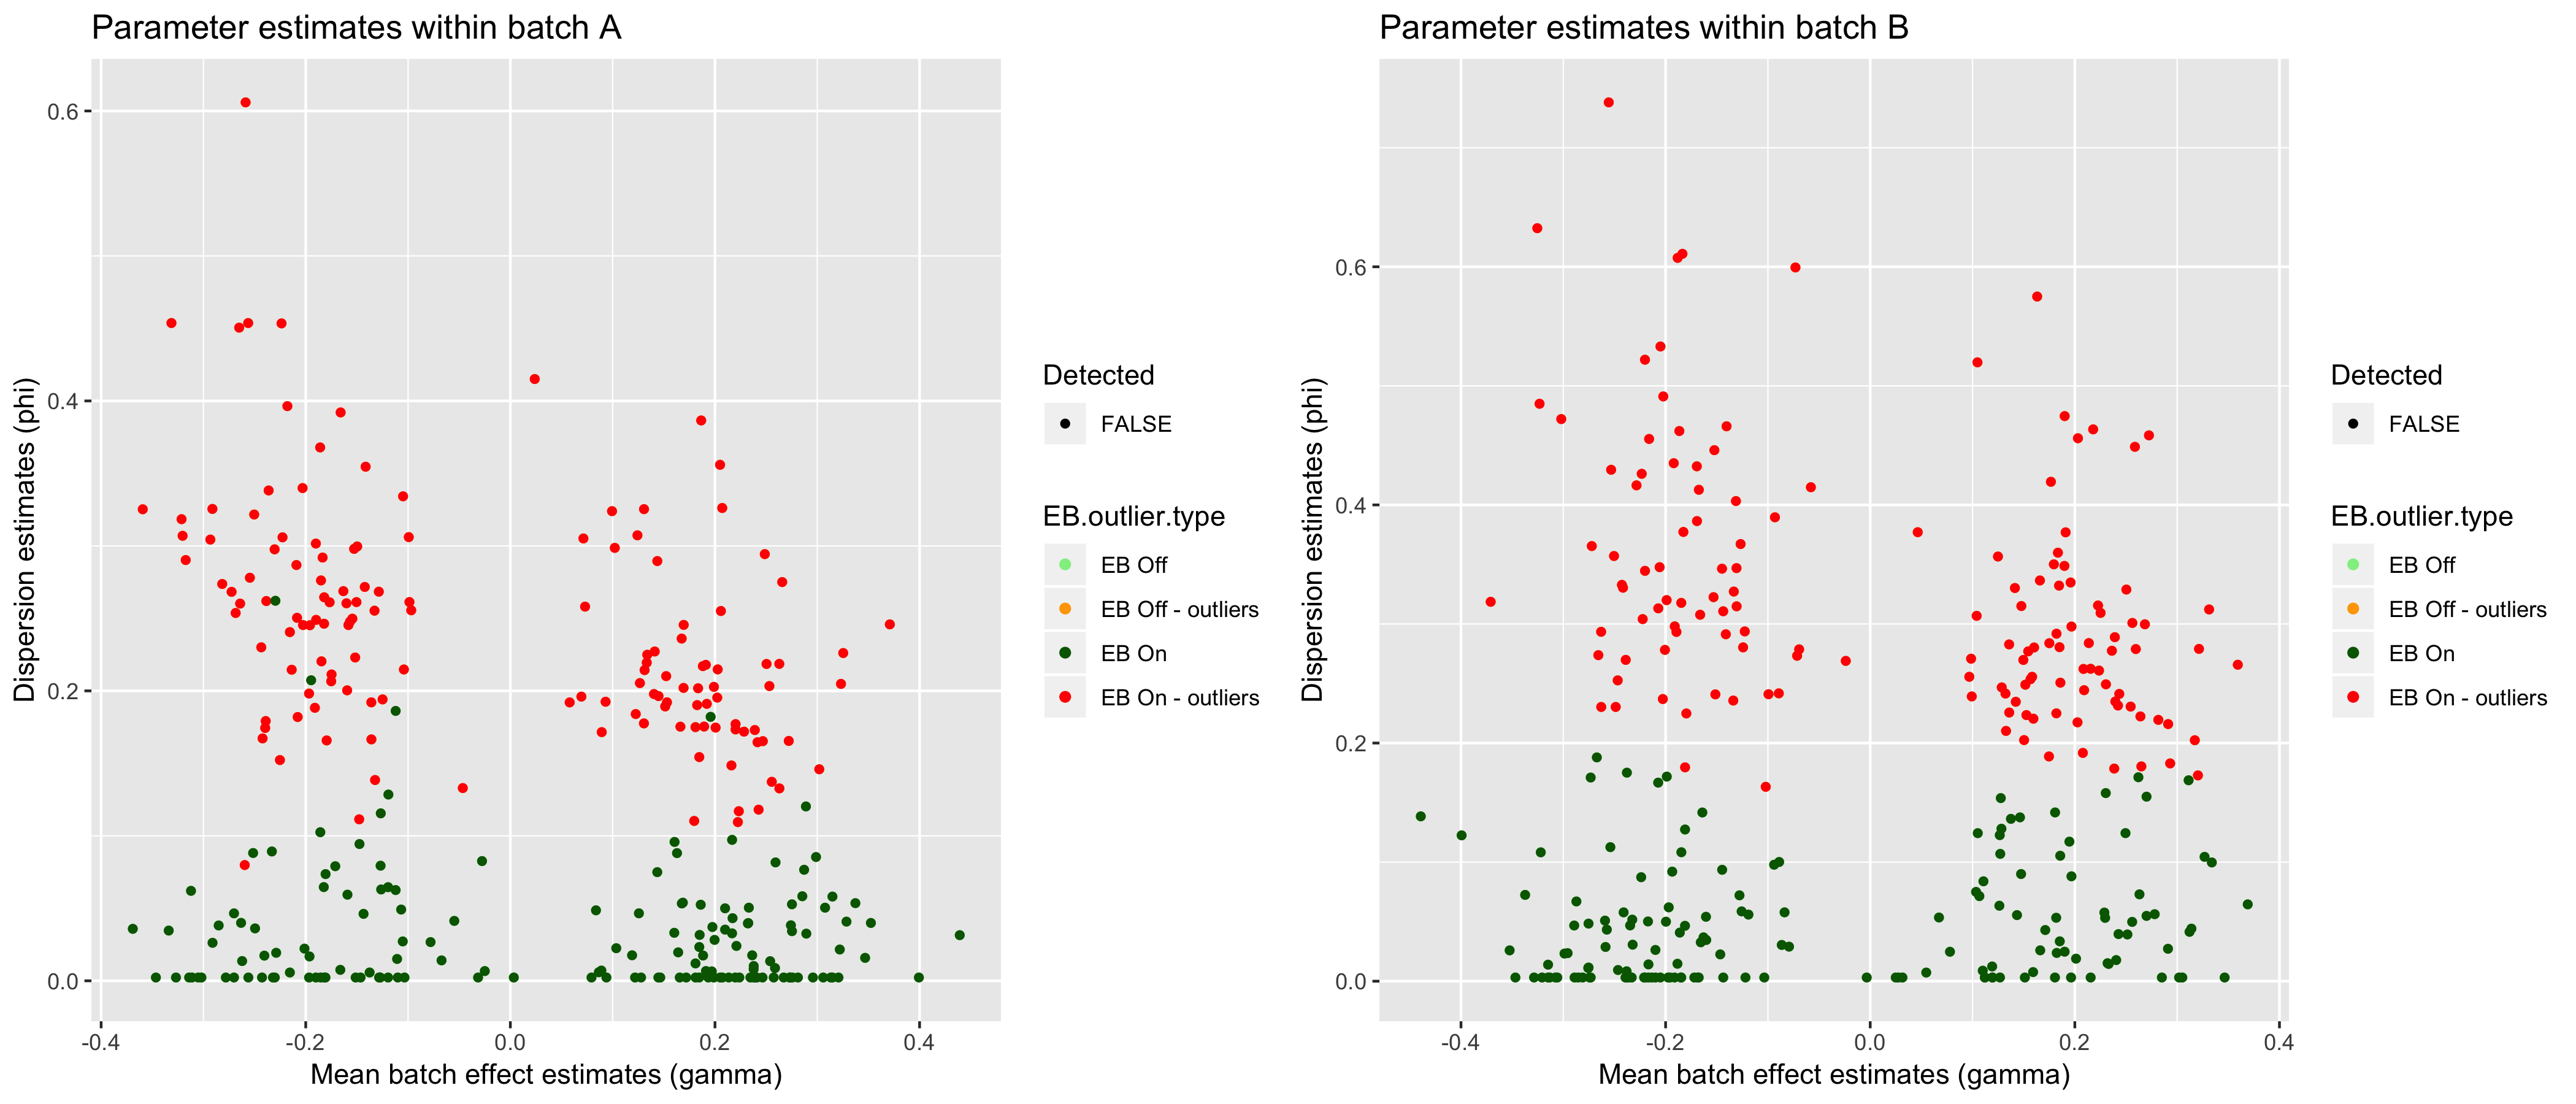 Parameter estimates within batch A
Dispersion estimates (phi)
0.6
0.4
0.2
0.0
-0.4 -0.2 0.0 0.2 0.4
Mean batch effect estimates (gamma)
Detected
FALSE
EB.outlier.type
EB Off
EB Off - outliers
EB On
EB On - outliers
Parameter estimates within batch B
Dispersion estimates (phi)
0.6
0.4
0.2
0.0
-0.4 -0.2 0.0 0.2 0.4
Mean batch effect estimates (gamma)
Detected
FALSE
EB.outlier.type
EB Off
EB Off - outliers
EB On
EB On - outliers